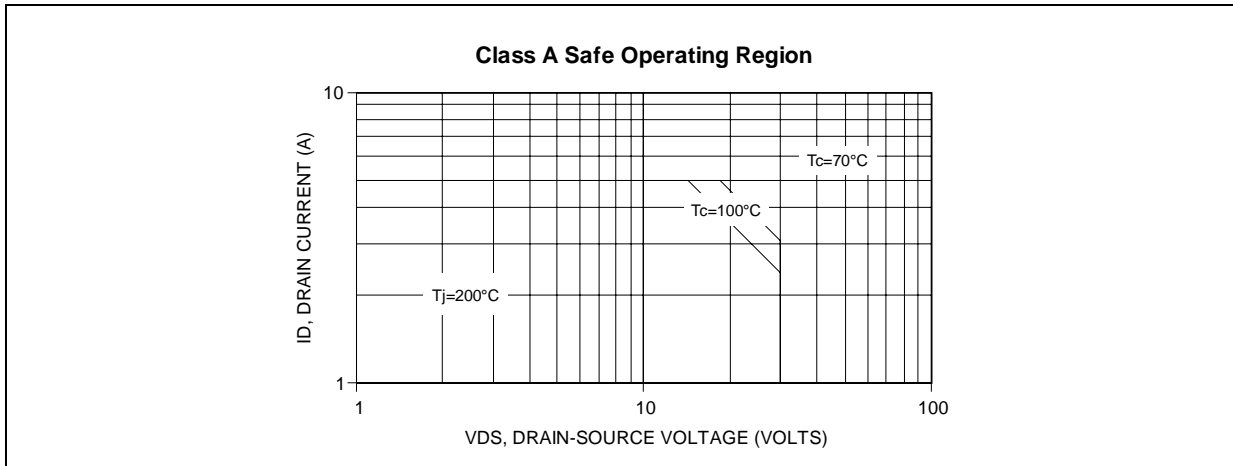 Class A Safe Operating Region
ID, DRAIN CURRENT (A)
10
Tc=70°C
Tc=100°C
Tj=200°C
1
1
10
100
VDS, DRAIN-SOURCE VOLTAGE (VOLTS)